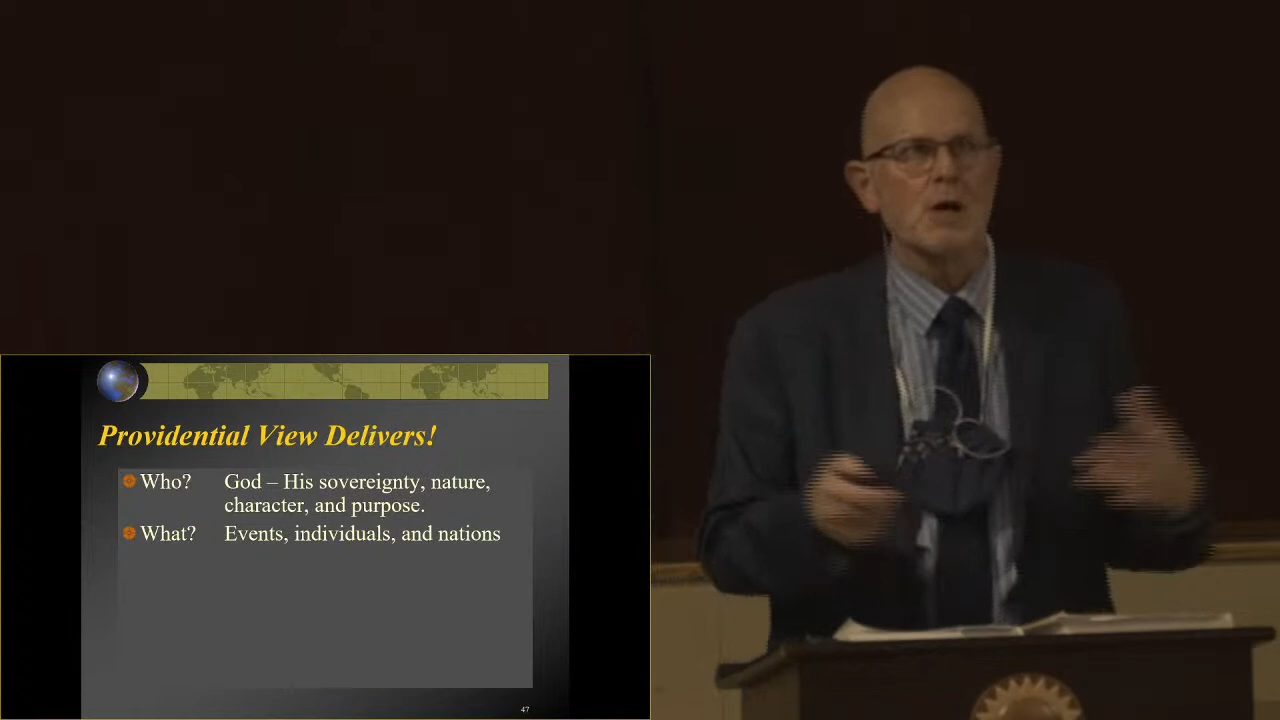 Providential View Delivers!
Who? God – His sovereignty, nature,
character, and purpose.
What? Events, individuals, and nations
47